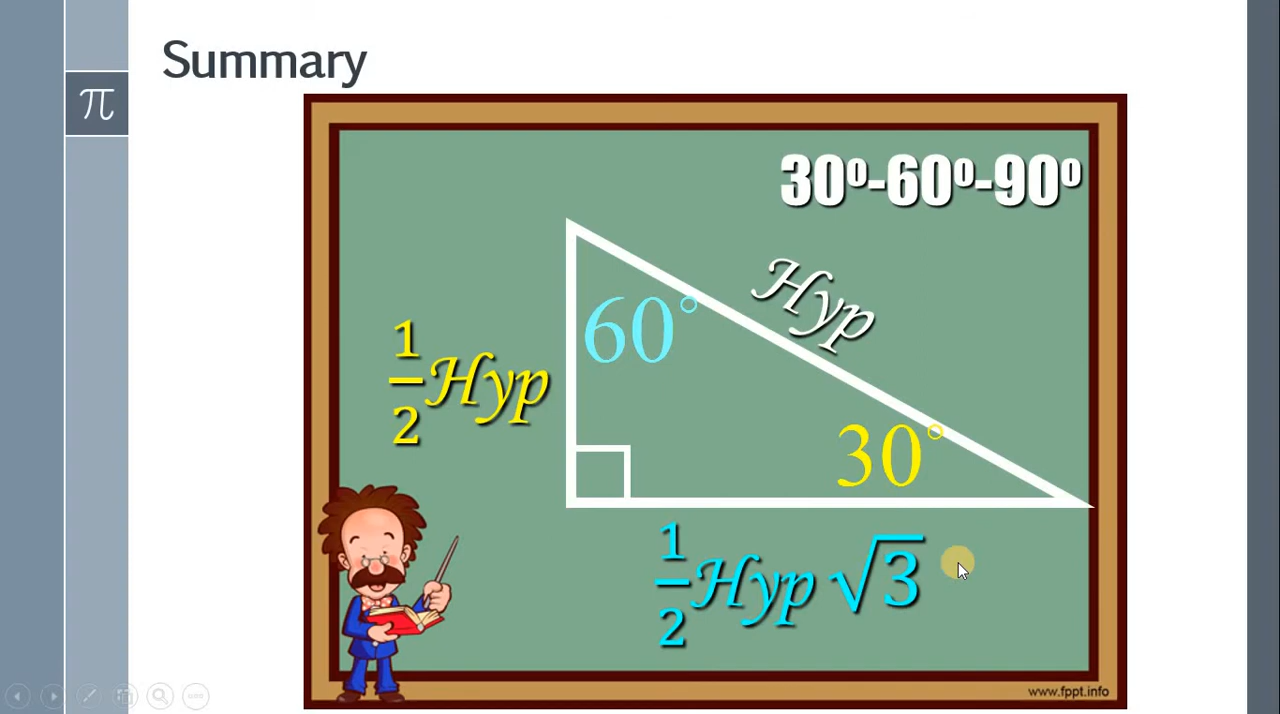 Summary
π
30º-60º-90º
Hyp
60°
1/2 Hyp
30°
1/2 Hyp √3
www.fppt.info